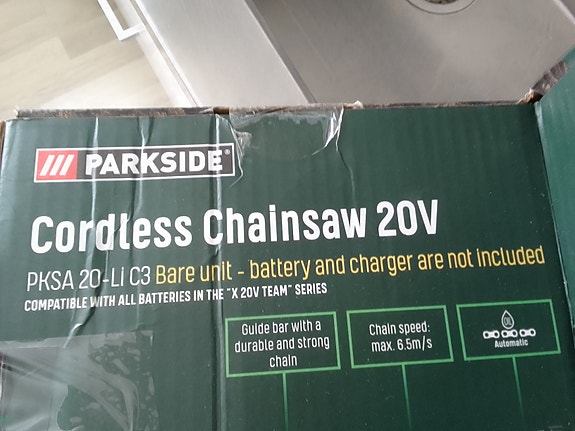 PARKSIDE®
Cordless Chainsaw 20V
PKSA 20-Li C3 Bare unit - battery and charger are not included
COMPATIBLE WITH ALL BATTERIES IN THE "X 20V TEAM" SERIES
Guide bar with a
durable and strong
chain
Chain speed:
max. 6.5m/s
OIL
Automatic